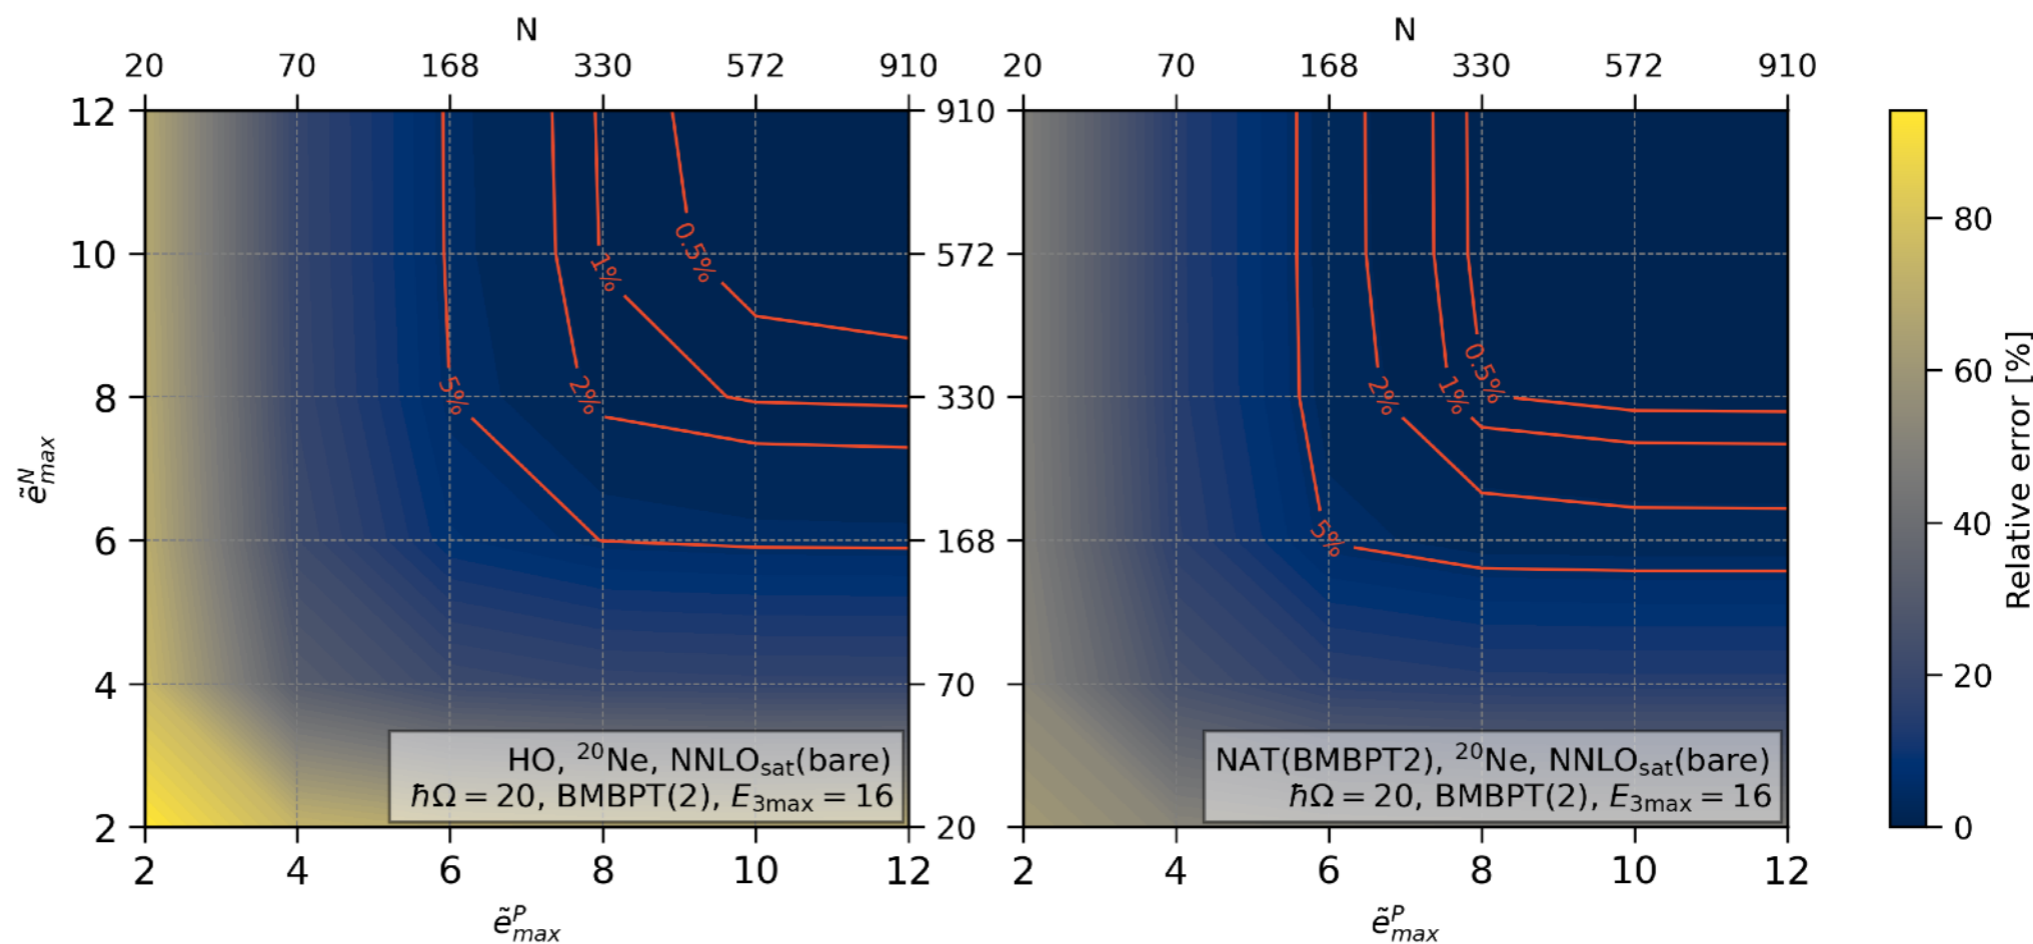 N
20 70 168 330 572 910
12
10
8
6
4
2
ẽ^N_max
910
572
330
168
70
20
5%
2%
1%
0.5%
HO, ²⁰Ne, NNLO_sat(bare)
ħΩ = 20, BMBPT(2), E_3max = 16
2 4 6 8 10 12
ẽ^P_max
N
20 70 168 330 572 910
5%
2%
1%
0.5%
NAT(BMBPT2), ²⁰Ne, NNLO_sat(bare)
ħΩ = 20, BMBPT(2), E_3max = 16
2 4 6 8 10 12
ẽ^P_max
80
60
40
20
0
Relative error [%]